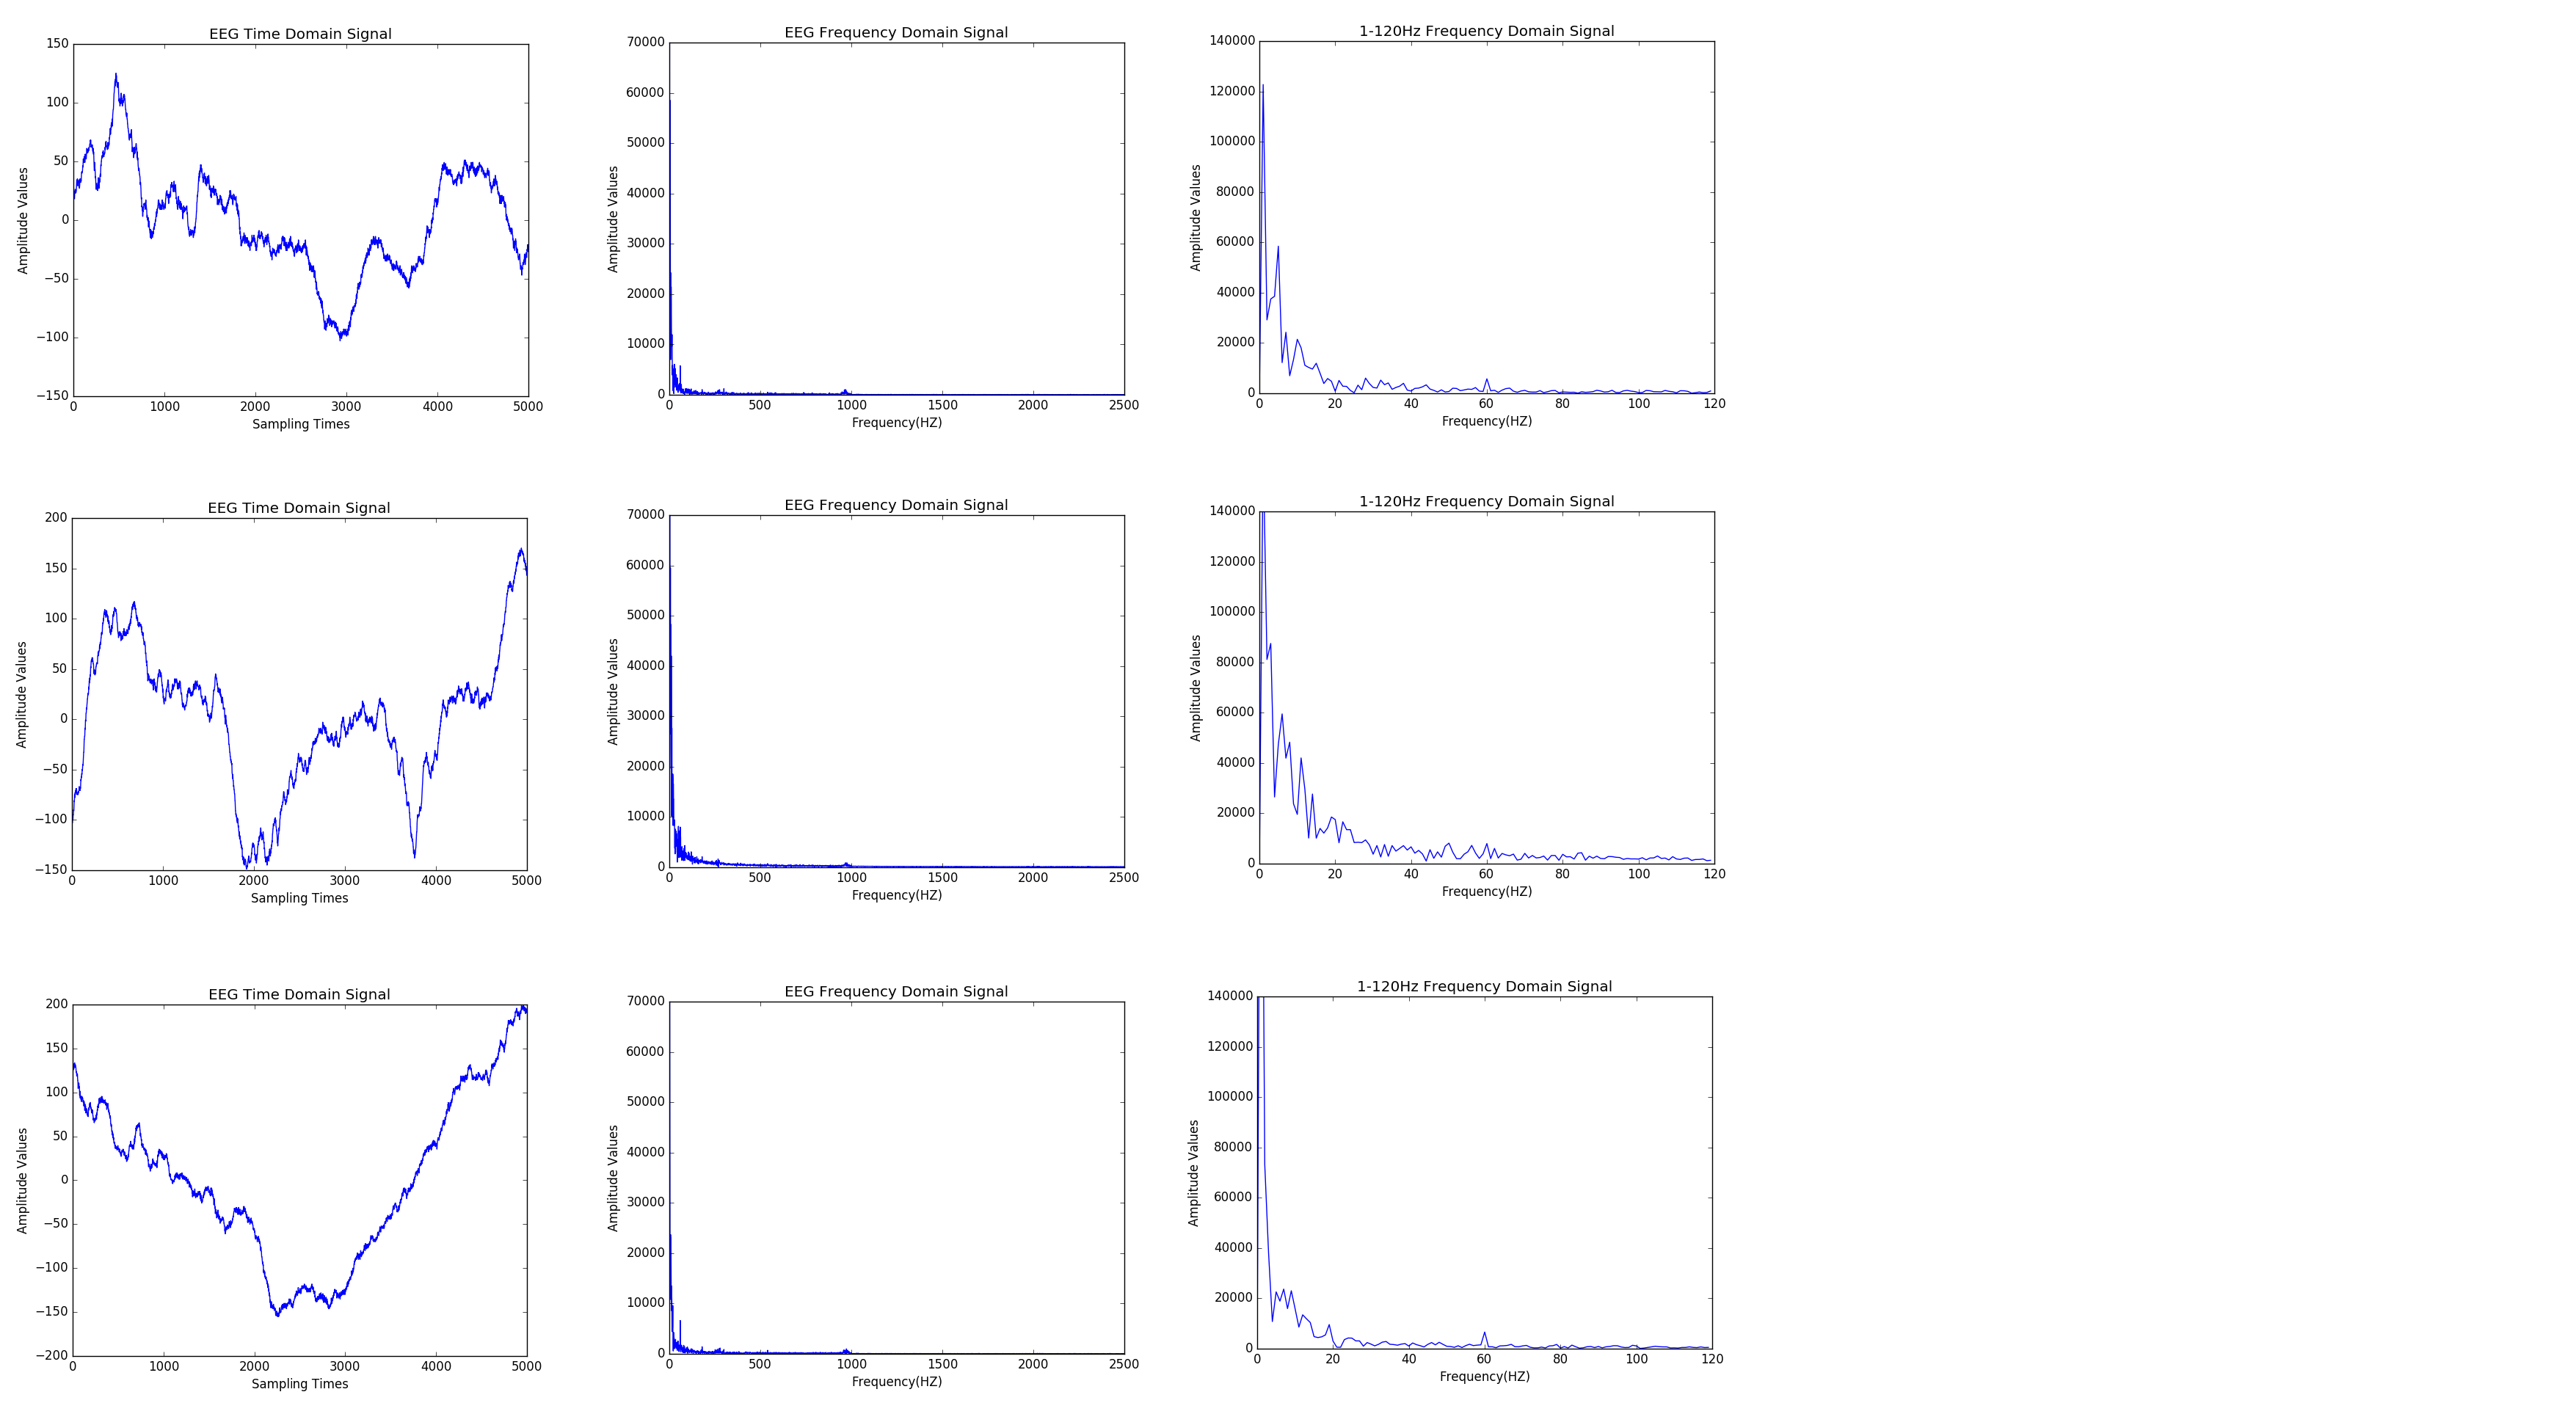 EEG Time Domain Signal
150
100
50
0
−50
−100
−150
0 1000 2000 3000 4000 5000
Sampling Times
Amplitude Values
EEG Frequency Domain Signal
70000
60000
50000
40000
30000
20000
10000
0
0 500 1000 1500 2000 2500
Frequency(HZ)
Amplitude Values
1-120Hz Frequency Domain Signal
140000
120000
100000
80000
60000
40000
20000
0
0 20 40 60 80 100 120
Frequency(HZ)
Amplitude Values
EEG Time Domain Signal
200
150
100
50
0
−50
−100
−150
0 1000 2000 3000 4000 5000
Sampling Times
Amplitude Values
EEG Frequency Domain Signal
70000
60000
50000
40000
30000
20000
10000
0
0 500 1000 1500 2000 2500
Frequency(HZ)
Amplitude Values
1-120Hz Frequency Domain Signal
140000
120000
100000
80000
60000
40000
20000
0
0 20 40 60 80 100 120
Frequency(HZ)
Amplitude Values
EEG Time Domain Signal
200
150
100
50
0
−50
−100
−150
−200
0 1000 2000 3000 4000 5000
Sampling Times
Amplitude Values
EEG Frequency Domain Signal
70000
60000
50000
40000
30000
20000
10000
0
0 500 1000 1500 2000 2500
Frequency(HZ)
Amplitude Values
1-120Hz Frequency Domain Signal
140000
120000
100000
80000
60000
40000
20000
0
0 20 40 60 80 100 120
Frequency(HZ)
Amplitude Values